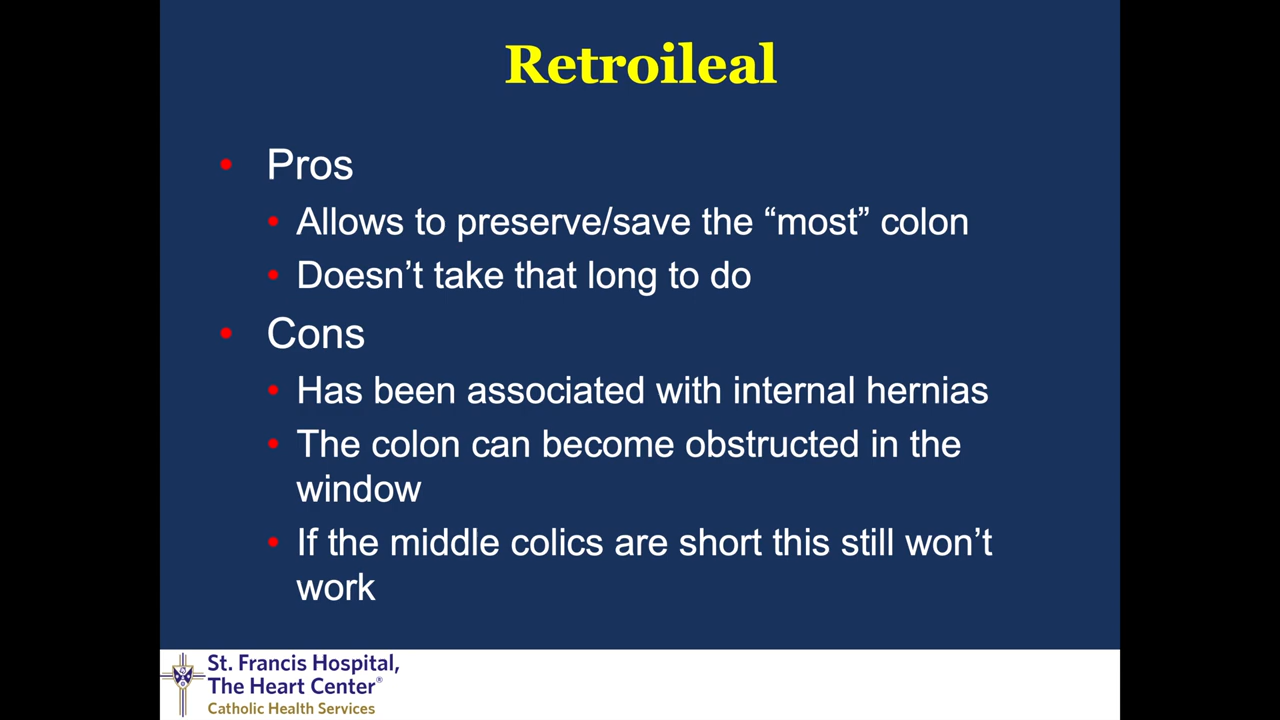 Retroileal
• Pros
• Allows to preserve/save the “most” colon
• Doesn’t take that long to do
• Cons
• Has been associated with internal hernias
• The colon can become obstructed in the
window
• If the middle colics are short this still won’t
work
St. Francis Hospital,
The Heart Center®
Catholic Health Services